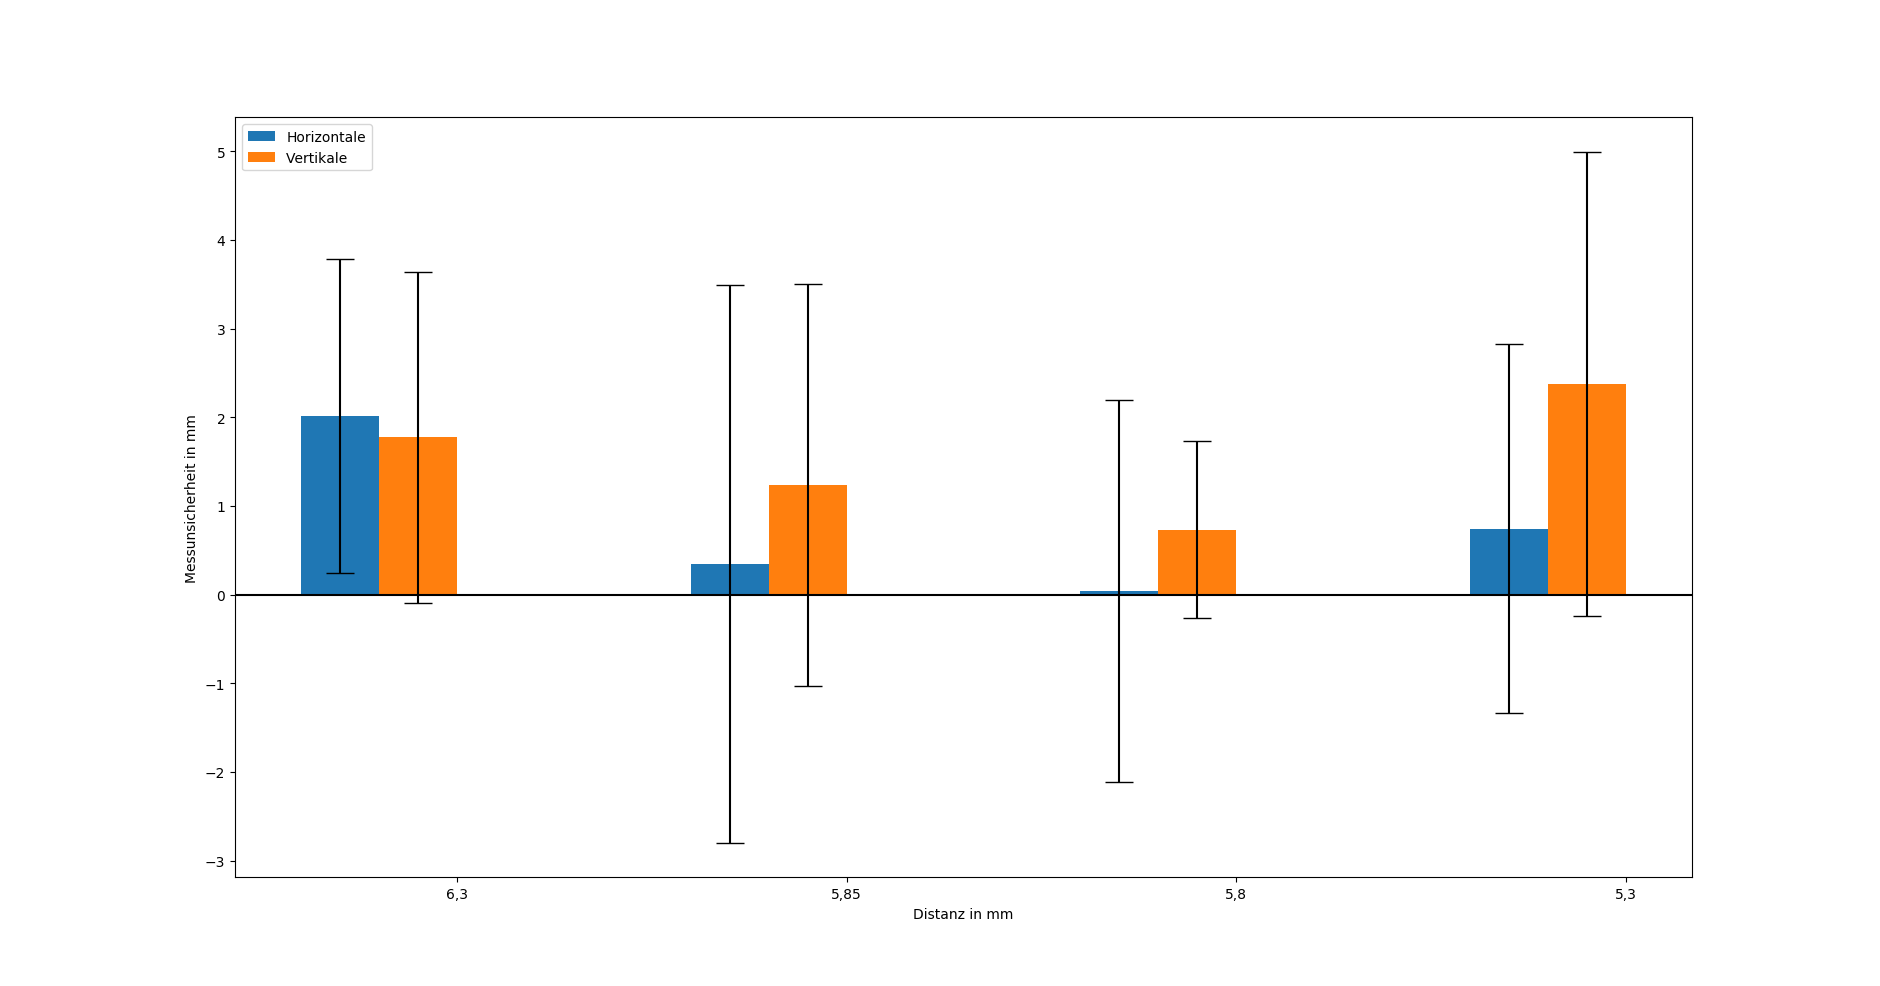 Horizontale
Vertikale
5
4
3
2
1
0
−1
−2
−3
Messunsicherheit in mm
6,3 5,85 5,8 5,3
Distanz in mm